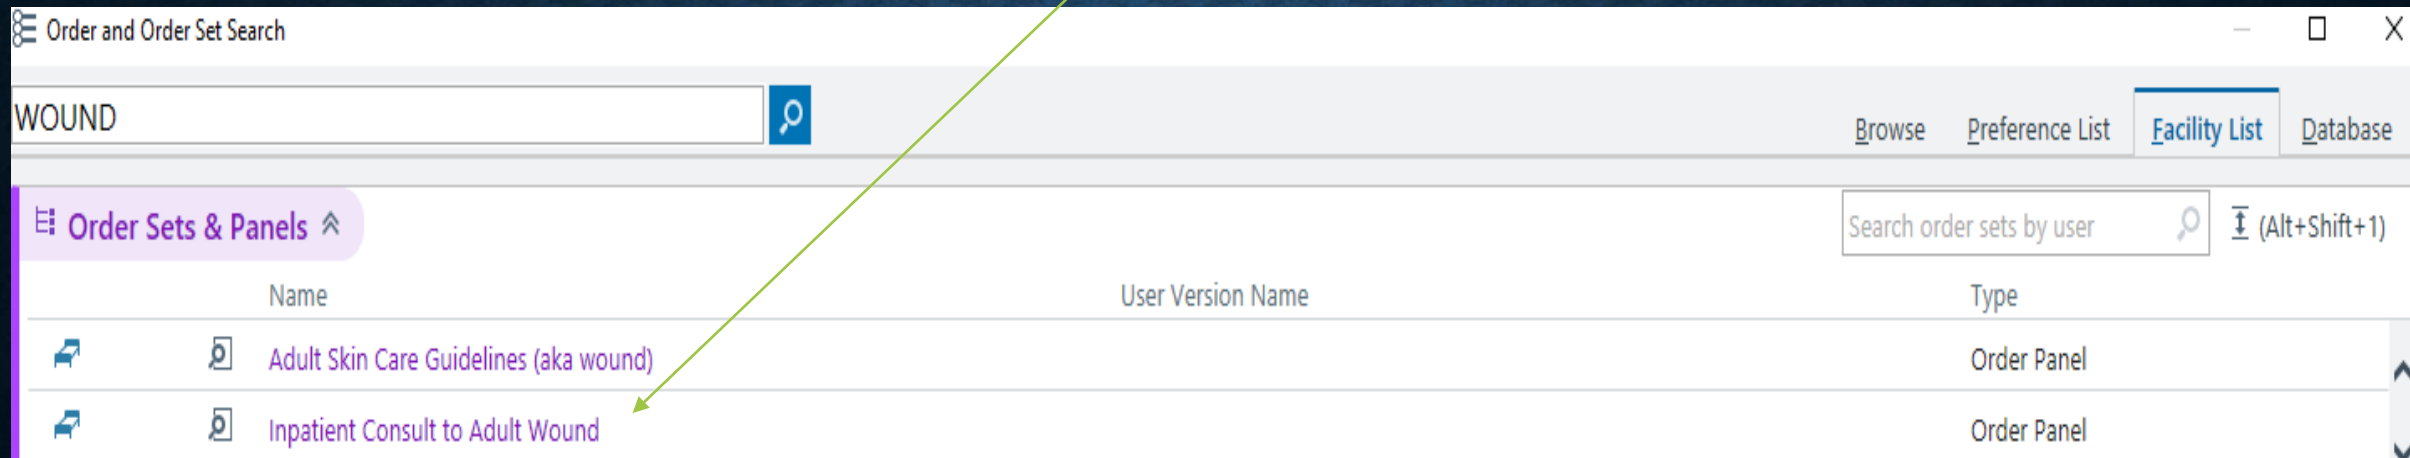 Order and Order Set Search
WOUND
Browse Preference List Facility List Database
Order Sets & Panels
Search order sets by user (Alt+Shift+1)
Name User Version Name Type
Adult Skin Care Guidelines (aka wound) Order Panel
Inpatient Consult to Adult Wound Order Panel